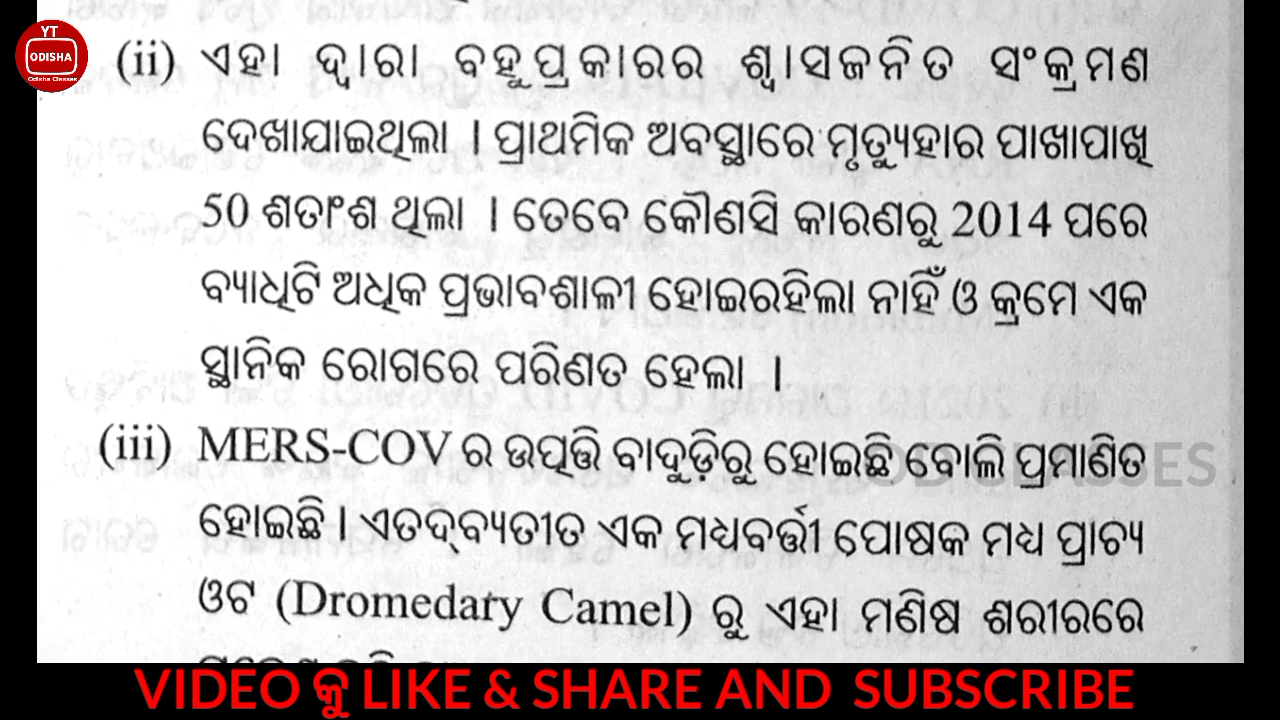 YT
ODISHA
Odisha Classes
(ii) ଏହା ଦ୍ୱାରା ବହୁପ୍ରକାରର ଶ୍ୱାସଜନିତ ସଂକ୍ରମଣ
ଦେଖାଯାଇଥିଲା । ପ୍ରାଥମିକ ଅବସ୍ଥାରେ ମୃତ୍ୟୁହାର ପାଖାପାଖି
50 ଶତାଂଶ ଥିଲା । ତେବେ କୌଣସି କାରଣରୁ 2014 ପରେ
ବ୍ୟାଧିଟି ଅଧିକ ପ୍ରଭାବଶାଳୀ ହୋଇରହିଲା ନାହିଁ ଓ କ୍ରମେ ଏକ
ସ୍ଥାନିକ ରୋଗରେ ପରିଣତ ହେଲା ।
(iii) MERS-COV ର ଉତ୍ପତ୍ତି ବାଦୁଡ଼ିରୁ ହୋଇଛି ବୋଲି ପ୍ରମାଣିତ
ହୋଇଛି । ଏତଦ୍‌ବ୍ୟତୀତ ଏକ ମଧ୍ୟବର୍ତ୍ତୀ ପୋଷକ ମଧ୍ୟ ପ୍ରାଚ୍ୟ
ଓଟ (Dromedary Camel) ରୁ ଏହା ମଣିଷ ଶରୀରରେ
VIDEO କୁ LIKE & SHARE AND SUBSCRIBE